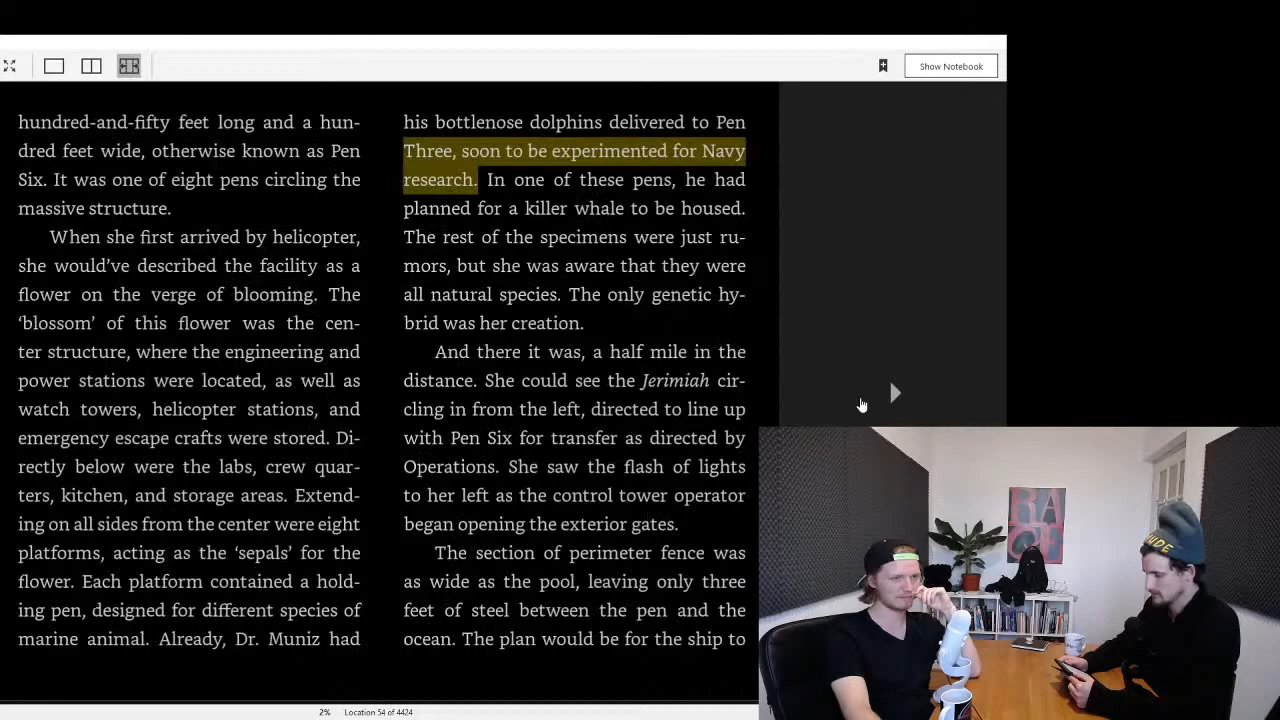 Show Notebook
hundred-and-fifty feet long and a hun-
dred feet wide, otherwise known as Pen
Six. It was one of eight pens circling the
massive structure.
When she first arrived by helicopter,
she would’ve described the facility as a
flower on the verge of blooming. The
‘blossom’ of this flower was the cen-
ter structure, where the engineering and
power stations were located, as well as
watch towers, helicopter stations, and
emergency escape crafts were stored. Di-
rectly below were the labs, crew quar-
ters, kitchen, and storage areas. Extend-
ing on all sides from the center were eight
platforms, acting as the ‘sepals’ for the
flower. Each platform contained a hold-
ing pen, designed for different species of
marine animal. Already, Dr. Muniz had
his bottlenose dolphins delivered to Pen
Three, soon to be experimented for Navy
research. In one of these pens, he had
planned for a killer whale to be housed.
The rest of the specimens were just ru-
mors, but she was aware that they were
all natural species. The only genetic hy-
brid was her creation.
And there it was, a half mile in the
distance. She could see the Jerimiah cir-
cling in from the left, directed to line up
with Pen Six for transfer as directed by
Operations. She saw the flash of lights
to her left as the control tower operator
began opening the exterior gates.
The section of perimeter fence was
as wide as the pool, leaving only three
feet of steel between the pen and the
ocean. The plan would be for the ship to
RA
GE
UDE
2%
Location 54 of 4424